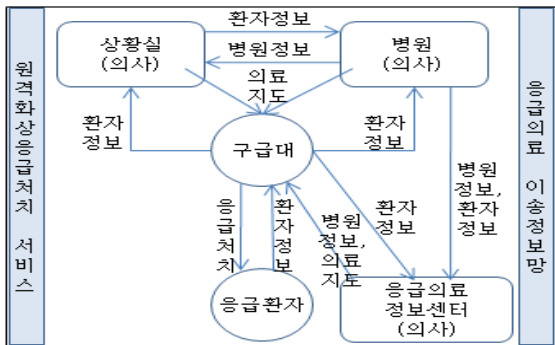 원격화상응급처치 서비스
환자정보
상황실
(의사)
병원정보
병원
(의사)
의료
지도
환자
정보
구급대
환자
정보
응급처치
환자정보
병원
정보,
의료
지도
환자
정보
병원
정보,
환자
정보
응급환자
응급의료
정보센터
(의사)
응급의료 이송정보망